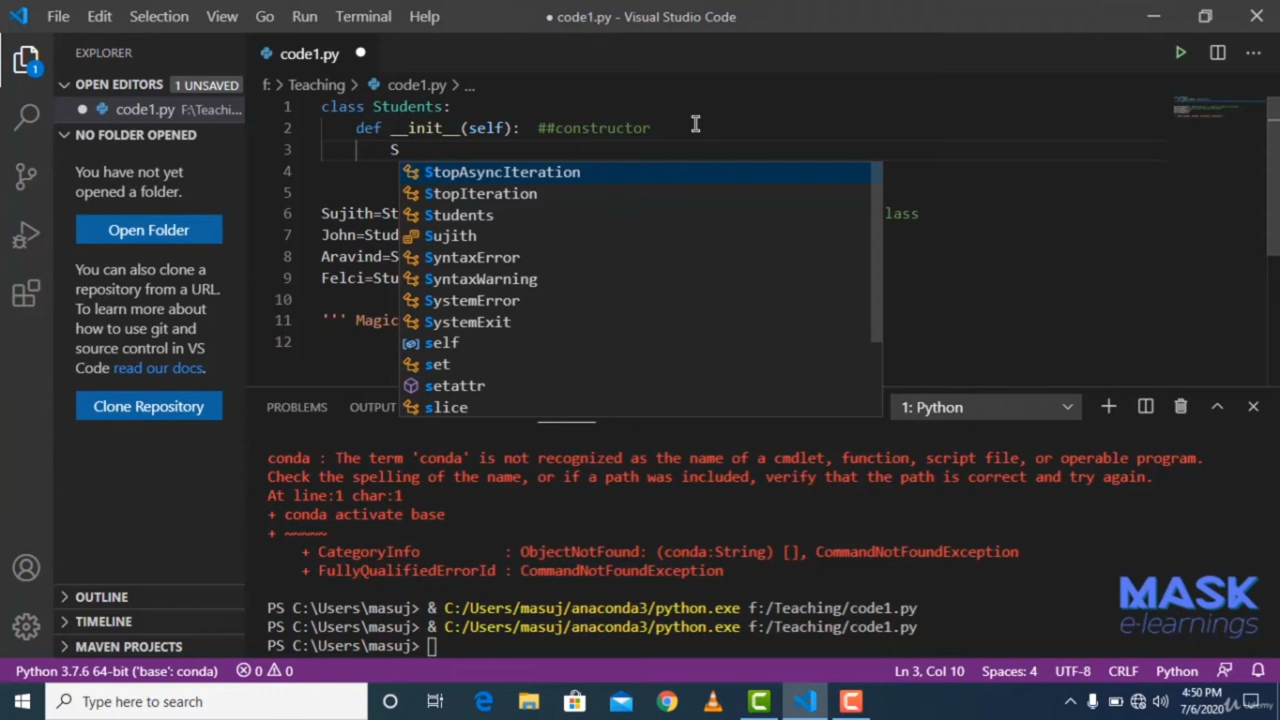 File Edit Selection View Go Run Terminal Help ● code1.py - Visual Studio Code
EXPLORER
code1.py
OPEN EDITORS 1 UNSAVED
code1.py F:\Teachi...
NO FOLDER OPENED
You have not yet
opened a folder.
Open Folder
You can also clone a
repository from a URL.
To learn more about
how to use git and
source control in VS
Code read our docs.
Clone Repository
OUTLINE
TIMELINE
MAVEN PROJECTS
1
f: > Teaching > code1.py > ...
1 class Students:
2 def __init__(self): ##constructor
3 S
4
5
6 Sujith=St lass
7 John=Stud
8 Aravind=S
9 Felci=Stu
10
11 ''' Magic
12
StopAsyncIteration
StopIteration
Students
Sujith
SyntaxError
SyntaxWarning
SystemError
SystemExit
self
set
setattr
slice
PROBLEMS OUTPUT 1: Python
conda : The term 'conda' is not recognized as the name of a cmdlet, function, script file, or operable program.
Check the spelling of the name, or if a path was included, verify that the path is correct and try again.
At line:1 char:1
+ conda activate base
+ ~~~~~
+ CategoryInfo : ObjectNotFound: (conda:String) [], CommandNotFoundException
+ FullyQualifiedErrorId : CommandNotFoundException
PS C:\Users\masuj> & C:/Users/masuj/anaconda3/python.exe f:/Teaching/code1.py
PS C:\Users\masuj> & C:/Users/masuj/anaconda3/python.exe f:/Teaching/code1.py
PS C:\Users\masuj>
MASK
e-learnings
Python 3.7.6 64-bit ('base': conda) 0 0 Ln 3, Col 10 Spaces: 4 UTF-8 CRLF Python
Type here to search
4:50 PM
7/6/2020
Udemy